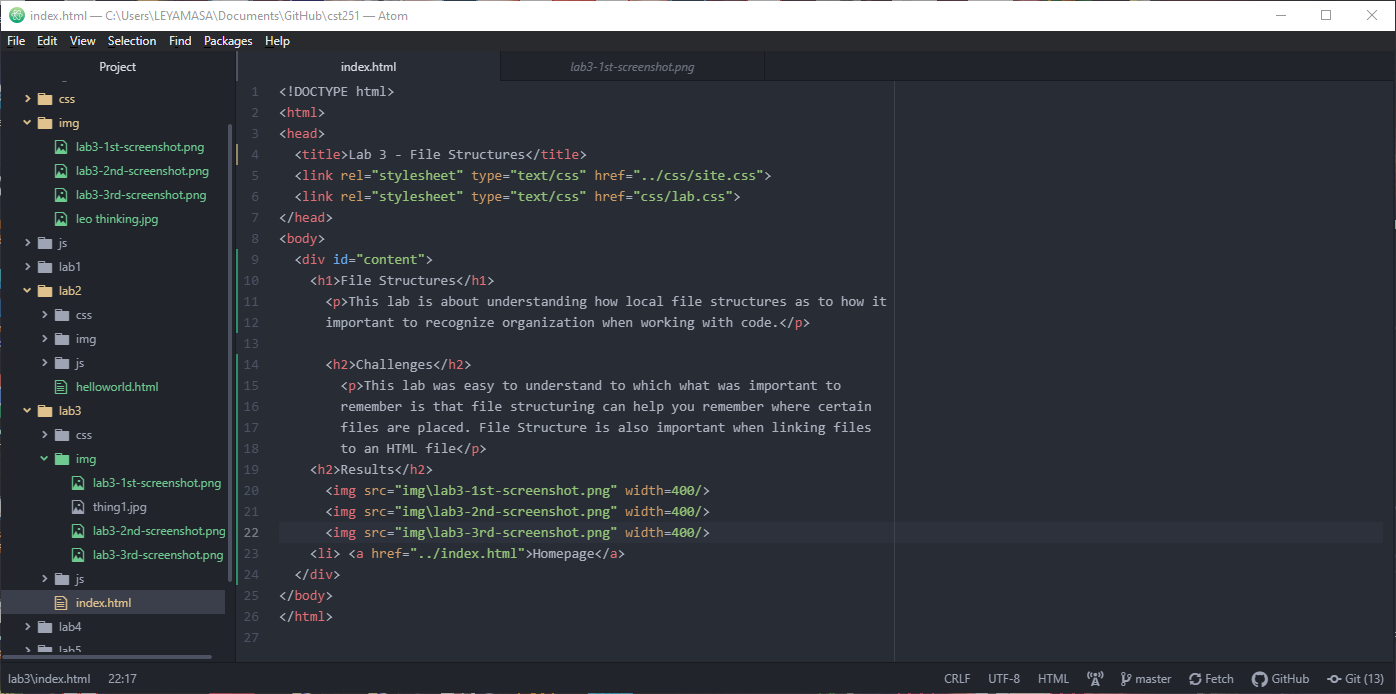 index.html — C:\Users\LEYAMASA\Documents\GitHub\cst251 — Atom
File Edit View Selection Find Packages Help
Project
index.html
lab3-1st-screenshot.png
css
img
lab3-1st-screenshot.png
lab3-2nd-screenshot.png
lab3-3rd-screenshot.png
leo thinking.jpg
js
lab1
lab2
css
img
js
helloworld.html
lab3
css
img
lab3-1st-screenshot.png
thing1.jpg
lab3-2nd-screenshot.png
lab3-3rd-screenshot.png
js
index.html
lab4
lab5
1 <!DOCTYPE html>
2 <html>
3 <head>
4 <title>Lab 3 - File Structures</title>
5 <link rel="stylesheet" type="text/css" href="../css/site.css">
6 <link rel="stylesheet" type="text/css" href="css/lab.css">
7 </head>
8 <body>
9 <div id="content">
10 <h1>File Structures</h1>
11 <p>This lab is about understanding how local file structures as to how it
12 important to recognize organization when working with code.</p>
13
14 <h2>Challenges</h2>
15 <p>This lab was easy to understand to which what was important to
16 remember is that file structuring can help you remember where certain
17 files are placed. File Structure is also important when linking files
18 to an HTML file</p>
19 <h2>Results</h2>
20 <img src="img\lab3-1st-screenshot.png" width=400/>
21 <img src="img\lab3-2nd-screenshot.png" width=400/>
22 <img src="img\lab3-3rd-screenshot.png" width=400/>
23 <li> <a href="../index.html">Homepage</a>
24 </div>
25 </body>
26 </html>
27
lab3\index.html 22:17 CRLF UTF-8 HTML master Fetch GitHub Git (13)